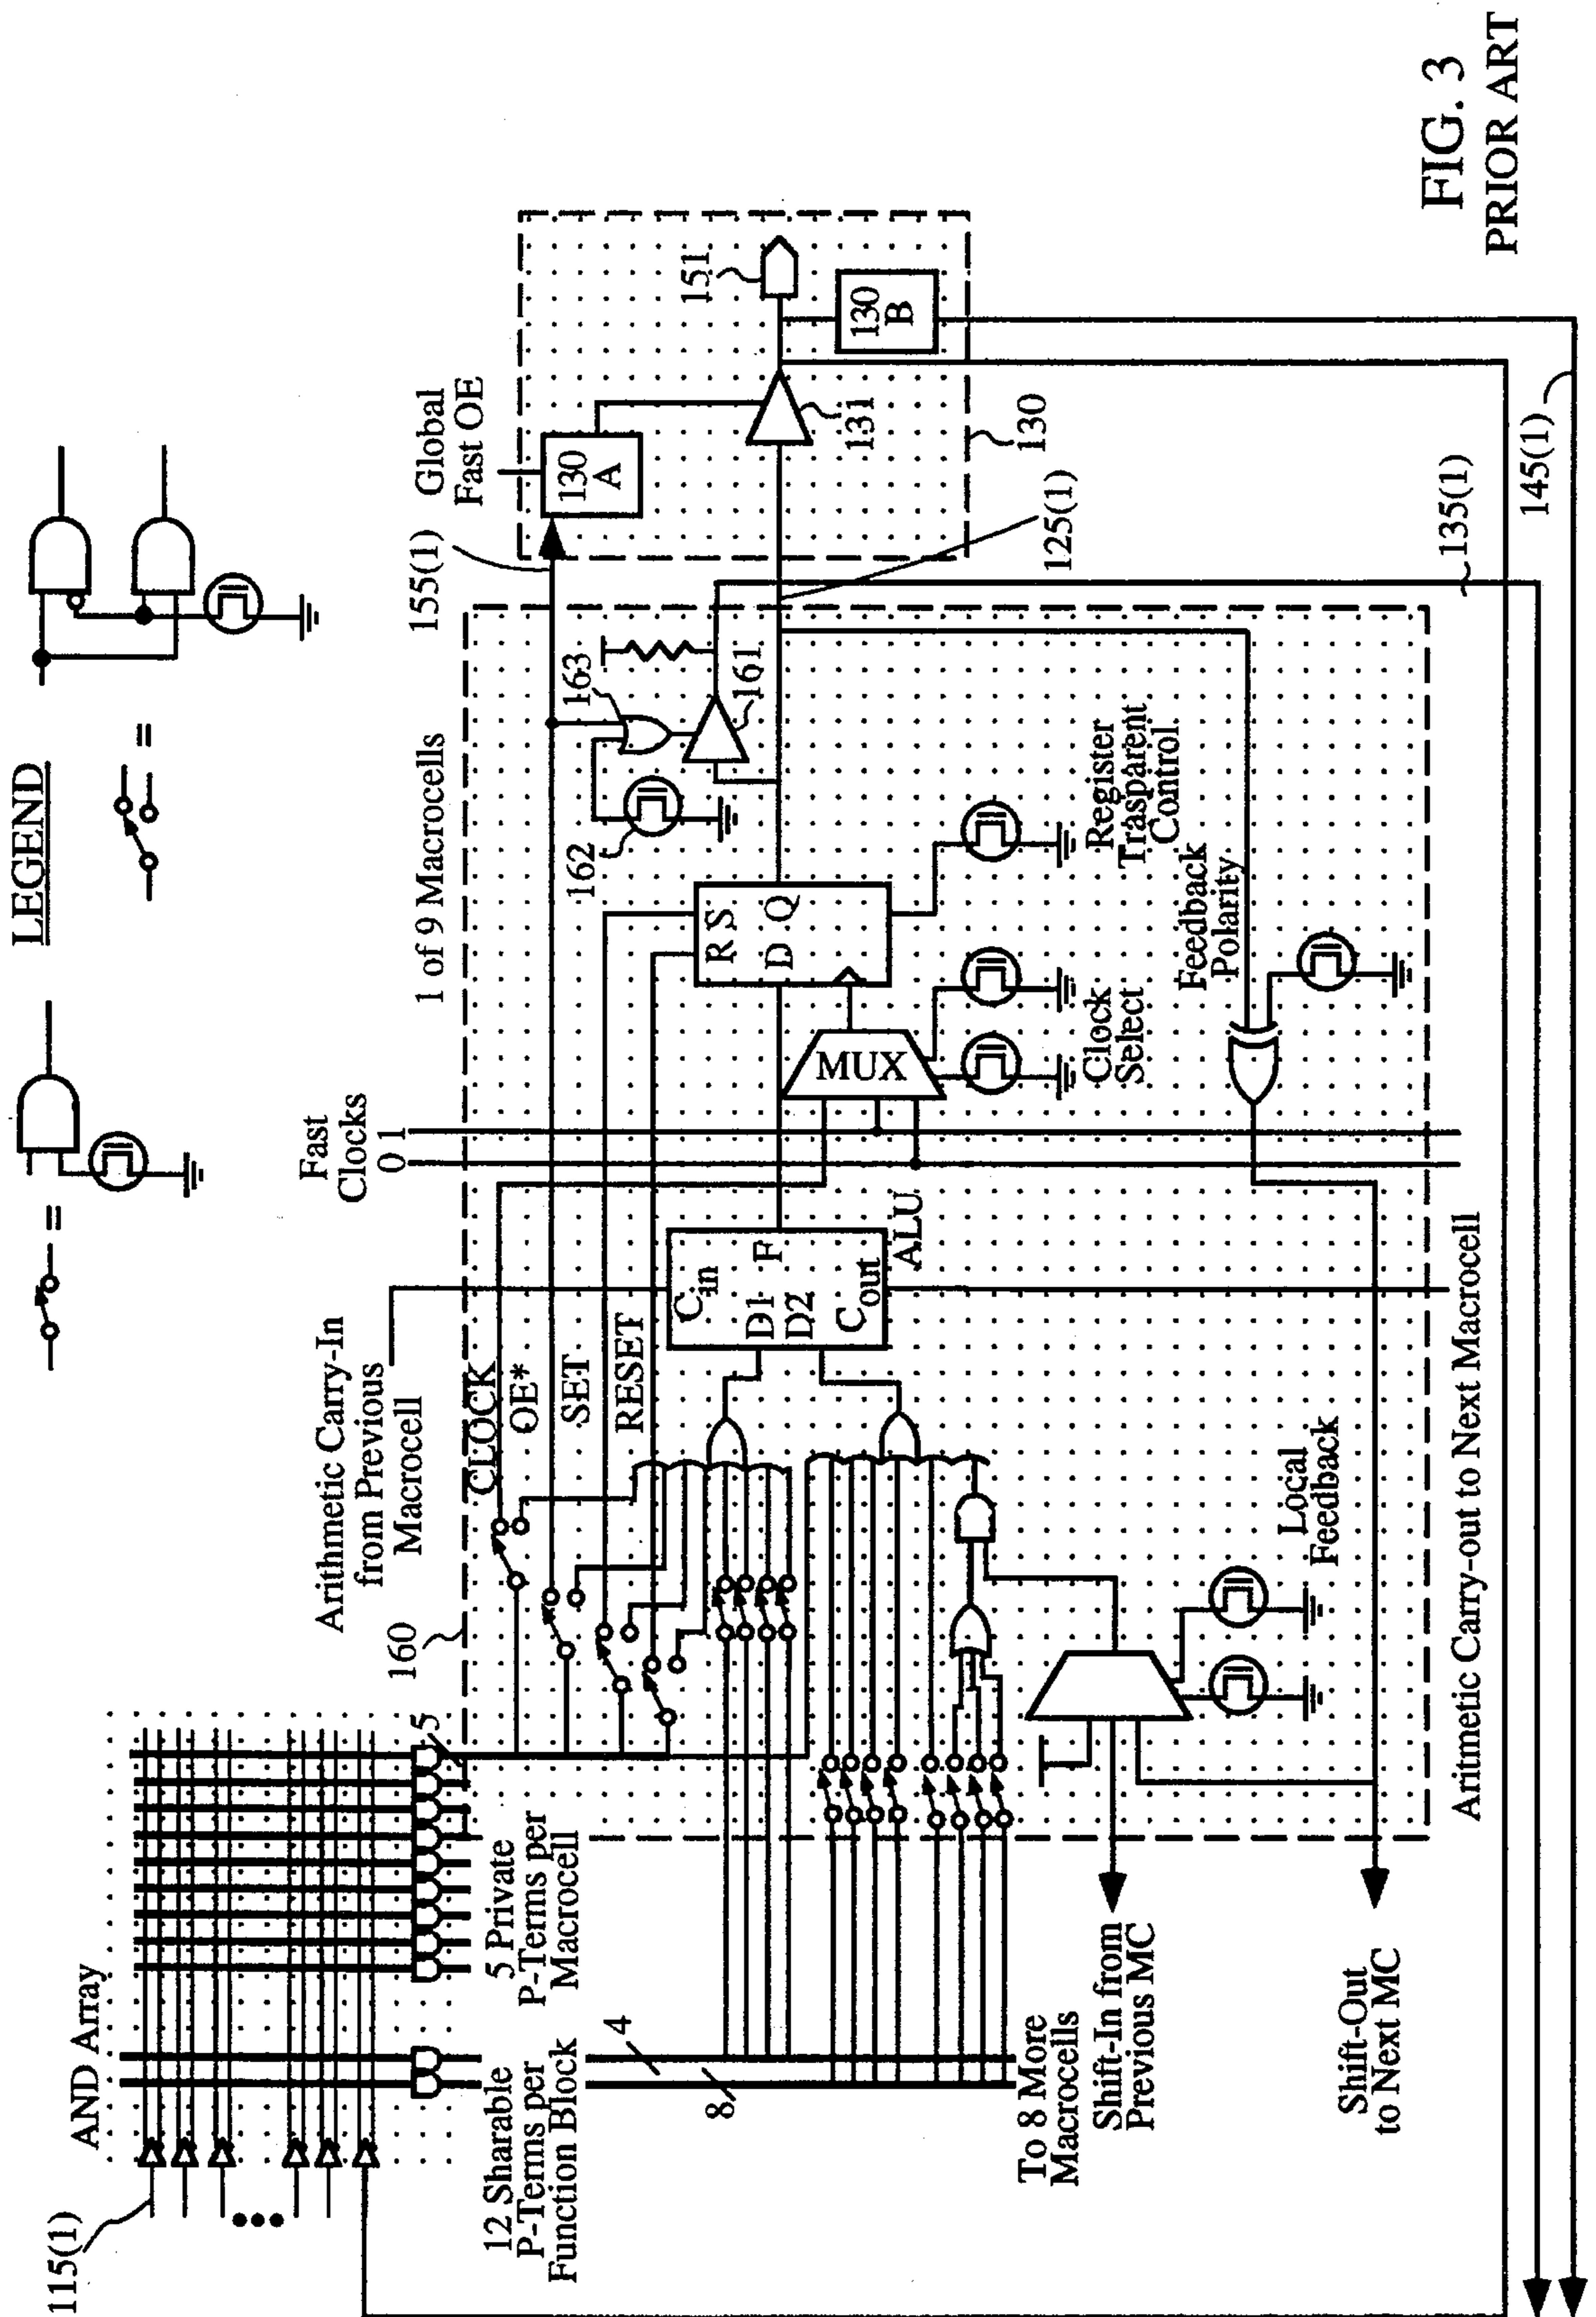 LEGEND
=
=
115(1)
AND Array
12 Sharable
P-Terms per
Function Block
5 Private
P-Terms per
Macrocell
5
4
8
To 8 More
Macrocells
Shift-In from
Previous MC
Shift-Out
to Next MC
160
Arithmetic Carry-In
from Previous
Macrocell
CLOCK
OE*
SET
RESET
Fast
Clocks
0 1
1 of 9 Macrocells
Cin
D1
D2
F
Cout
ALU
MUX
R S
D Q
Clock
Select
Register
Trasparent
Control
Feedback
Polarity
Local
Feedback
162
163
161
155(1)
Global
Fast OE
130
A
131
151
130
B
130
125(1)
135(1)
145(1)
Aritmetic Carry-out to Next Macrocell
FIG. 3
PRIOR ART